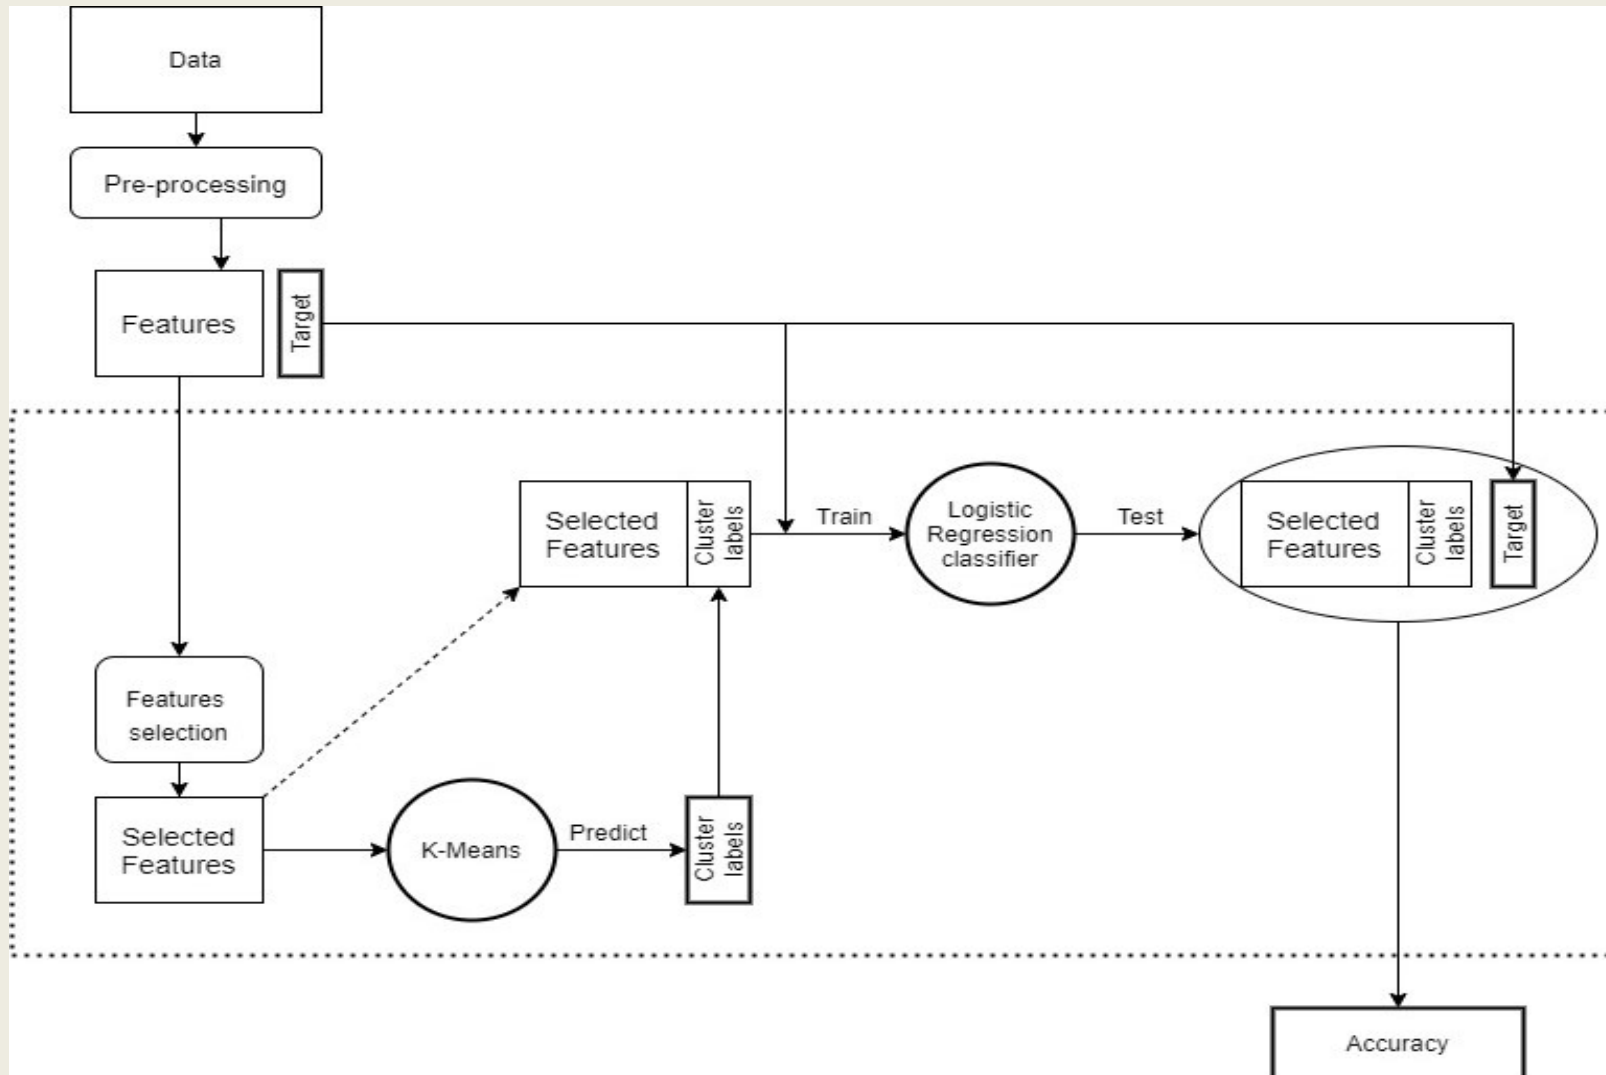 Data
Pre-processing
Features
Target
Selected
Features
Cluster
labels
Train
Logistic
Regression
classifier
Test
Selected
Features
Cluster
labels
Target
Features
selection
Selected
Features
K-Means
Predict
Cluster
labels
Accuracy